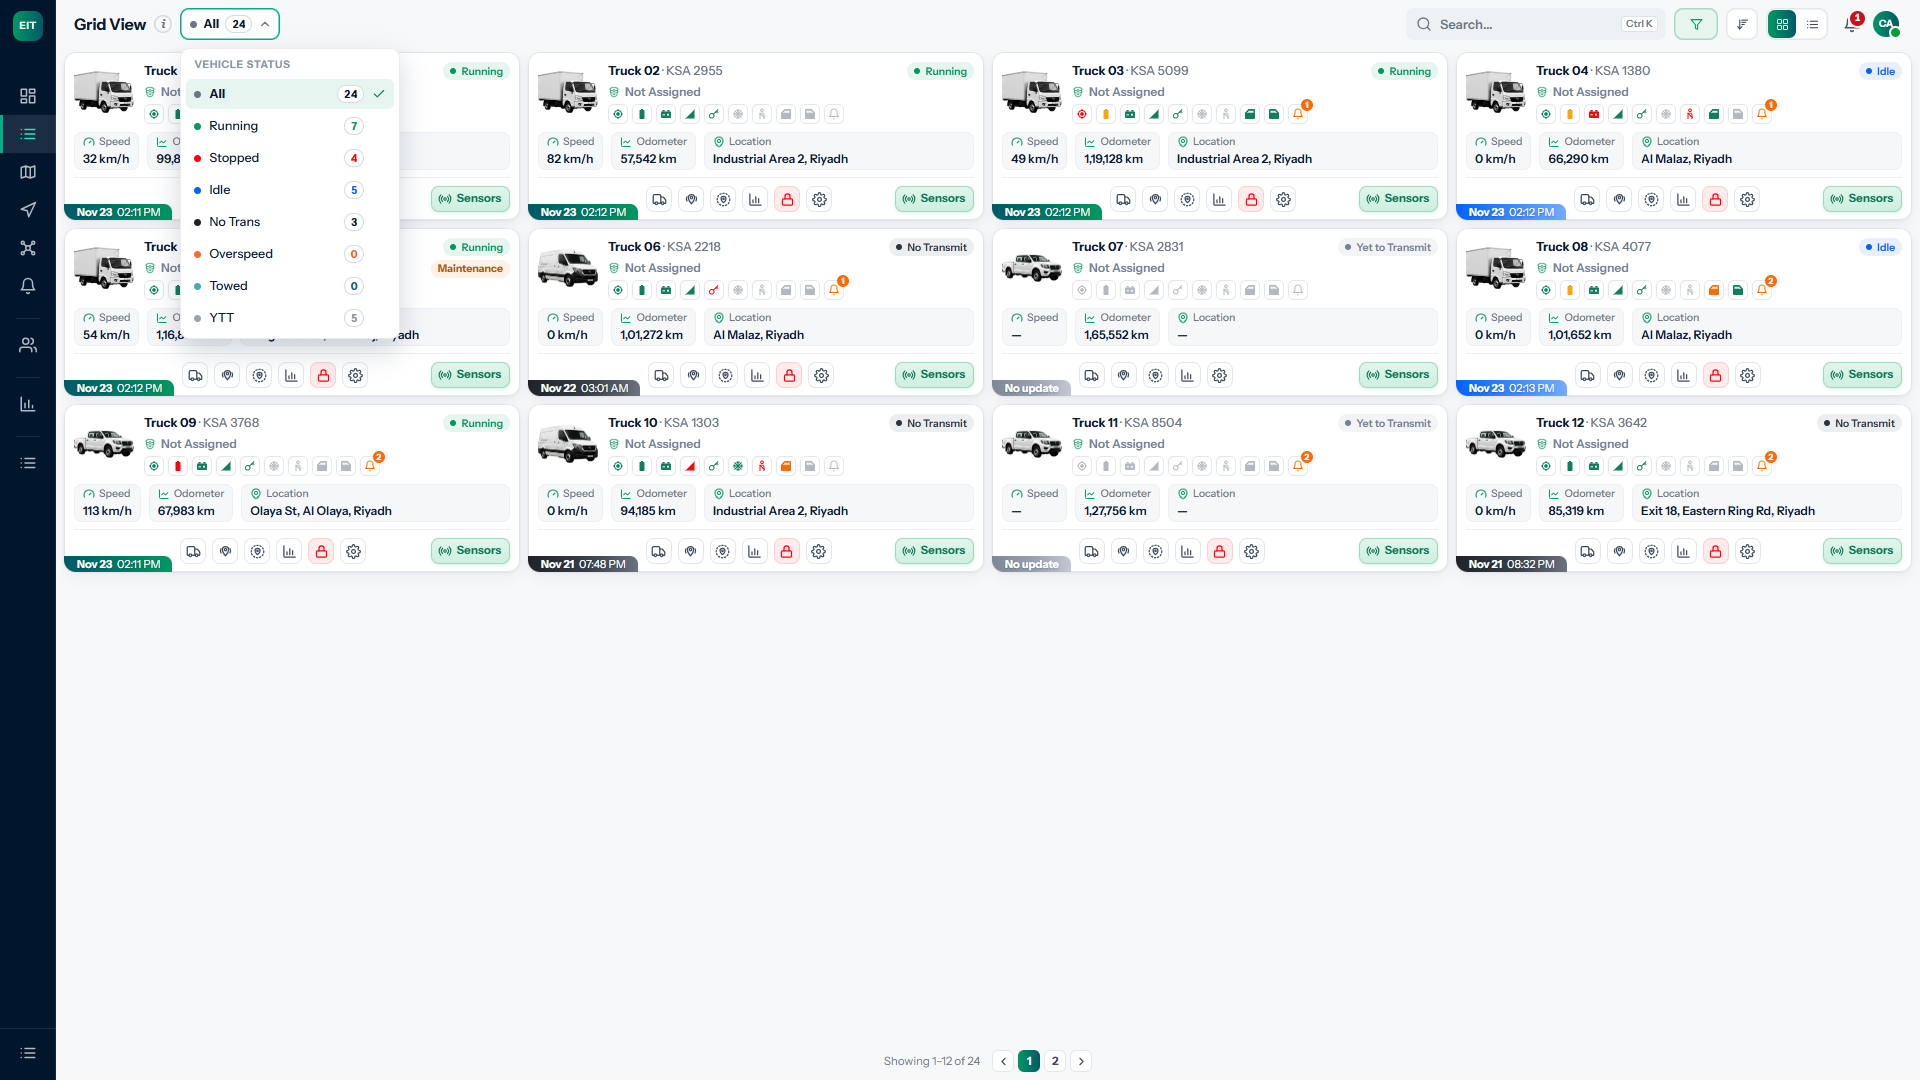 EIT
Grid View
All 24
Search...
Ctrl K
1
CA
VEHICLE STATUS
All 24
Running 7
Stopped 4
Idle 5
No Trans 3
Overspeed 0
Towed 0
YTT 5
Truck
Running
Not
Speed
32 km/h
99,8
Nov 23 02:11 PM
Sensors
Truck 02 · KSA 2955
Running
Not Assigned
Speed
82 km/h
Odometer
57,542 km
Location
Industrial Area 2, Riyadh
Nov 23 02:12 PM
Sensors
Truck 03 · KSA 5099
Running
Not Assigned
1
Speed
49 km/h
Odometer
1,19,128 km
Location
Industrial Area 2, Riyadh
Nov 23 02:12 PM
Sensors
Truck 04 · KSA 1380
Idle
Not Assigned
1
Speed
0 km/h
Odometer
66,290 km
Location
Al Malaz, Riyadh
Nov 23 02:12 PM
Sensors
Truck
Running
Not
Maintenance
Speed
54 km/h
1,16,8
Nov 23 02:12 PM
Sensors
Truck 06 · KSA 2218
No Transmit
Not Assigned
1
Speed
0 km/h
Odometer
1,01,272 km
Location
Al Malaz, Riyadh
Nov 22 03:01 AM
Sensors
Truck 07 · KSA 2831
Yet to Transmit
Not Assigned
Speed
—
Odometer
1,65,552 km
Location
—
No update
Sensors
Truck 08 · KSA 4077
Idle
Not Assigned
2
Speed
0 km/h
Odometer
1,01,652 km
Location
Al Malaz, Riyadh
Nov 23 02:13 PM
Sensors
Truck 09 · KSA 3768
Running
Not Assigned
2
Speed
113 km/h
Odometer
67,983 km
Location
Olaya St, Al Olaya, Riyadh
Nov 23 02:11 PM
Sensors
Truck 10 · KSA 1303
No Transmit
Not Assigned
Speed
0 km/h
Odometer
94,185 km
Location
Industrial Area 2, Riyadh
Nov 21 07:48 PM
Sensors
Truck 11 · KSA 8504
Yet to Transmit
Not Assigned
2
Speed
—
Odometer
1,27,756 km
Location
—
No update
Sensors
Truck 12 · KSA 3642
No Transmit
Not Assigned
2
Speed
0 km/h
Odometer
85,319 km
Location
Exit 18, Eastern Ring Rd, Riyadh
Nov 21 08:32 PM
Sensors
Showing 1–12 of 24
1
2